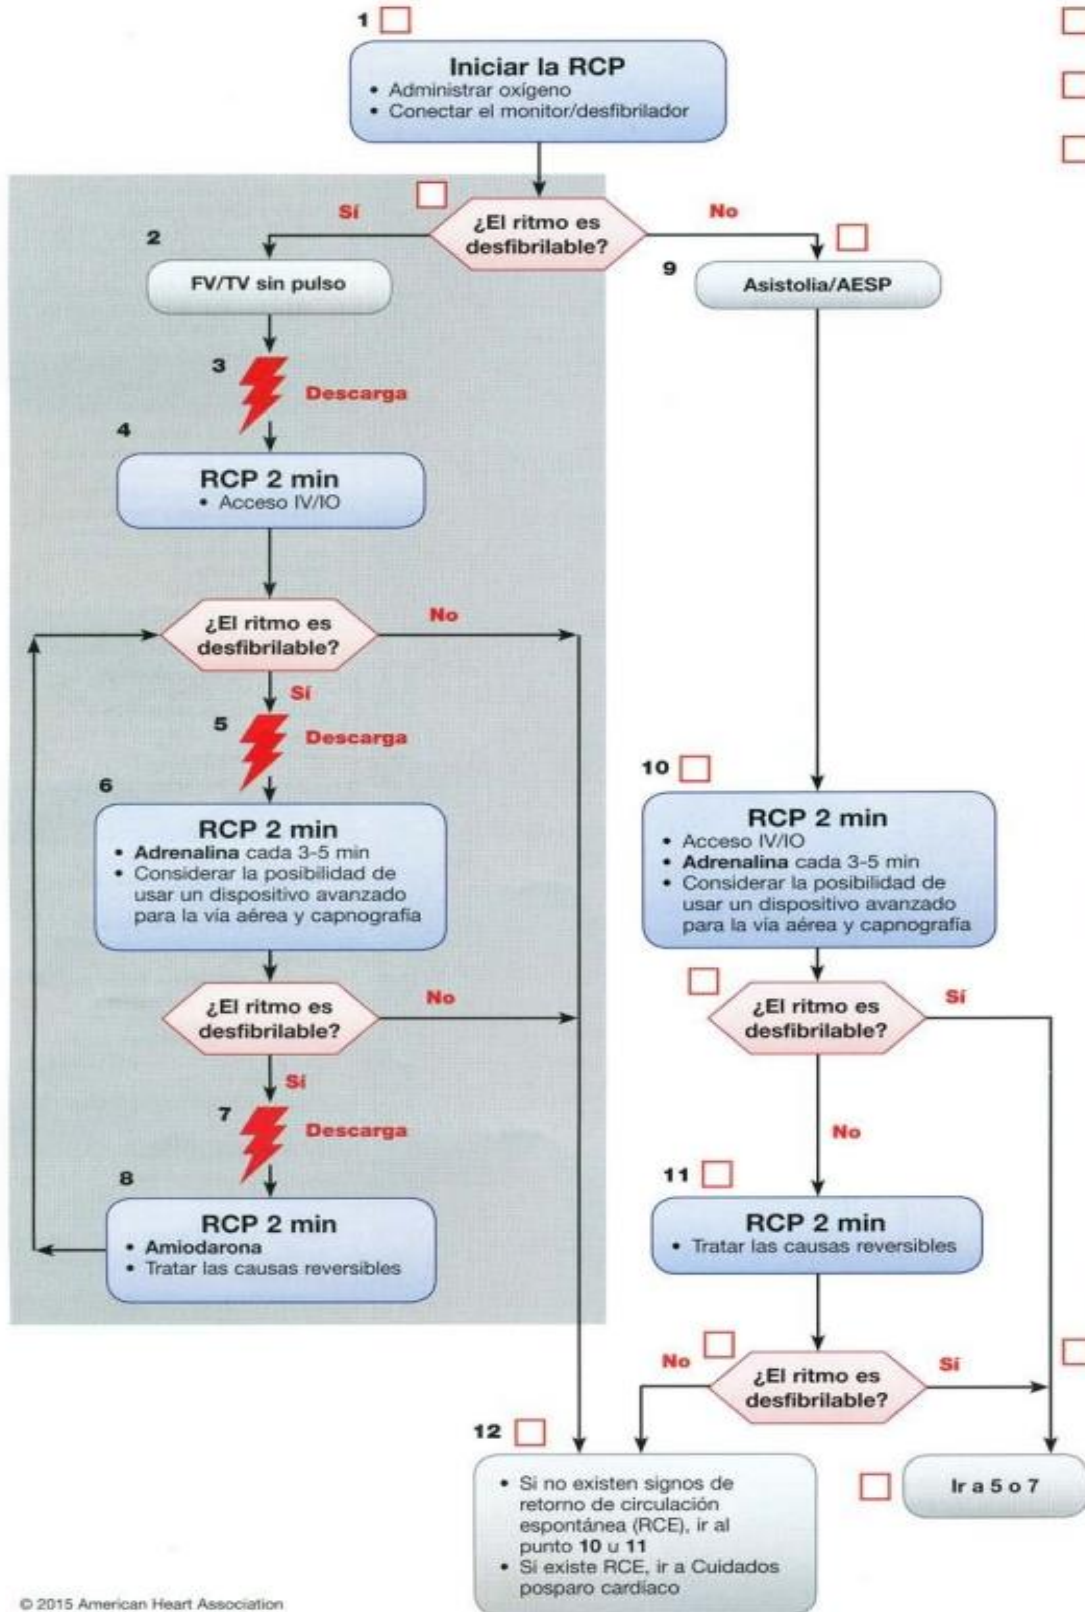 1
Iniciar la RCP
• Administrar oxígeno
• Conectar el monitor/desfibrilador
¿El ritmo es
desfibrilable?
Sí
No
2
FV/TV sin pulso
9
Asistolia/AESP
3
Descarga
4
RCP 2 min
• Acceso IV/IO
¿El ritmo es
desfibrilable?
No
Sí
5
Descarga
6
RCP 2 min
• Adrenalina cada 3-5 min
• Considerar la posibilidad de
usar un dispositivo avanzado
para la vía aérea y capnografía
¿El ritmo es
desfibrilable?
No
Sí
7
Descarga
8
RCP 2 min
• Amiodarona
• Tratar las causas reversibles
10
RCP 2 min
• Acceso IV/IO
• Adrenalina cada 3-5 min
• Considerar la posibilidad de
usar un dispositivo avanzado
para la vía aérea y capnografía
¿El ritmo es
desfibrilable?
Sí
No
11
RCP 2 min
• Tratar las causas reversibles
¿El ritmo es
desfibrilable?
No
Sí
12
• Si no existen signos de
retorno de circulación
espontánea (RCE), ir al
punto 10 u 11
• Si existe RCE, ir a Cuidados
posparo cardíaco
Ir a 5 o 7
© 2015 American Heart Association